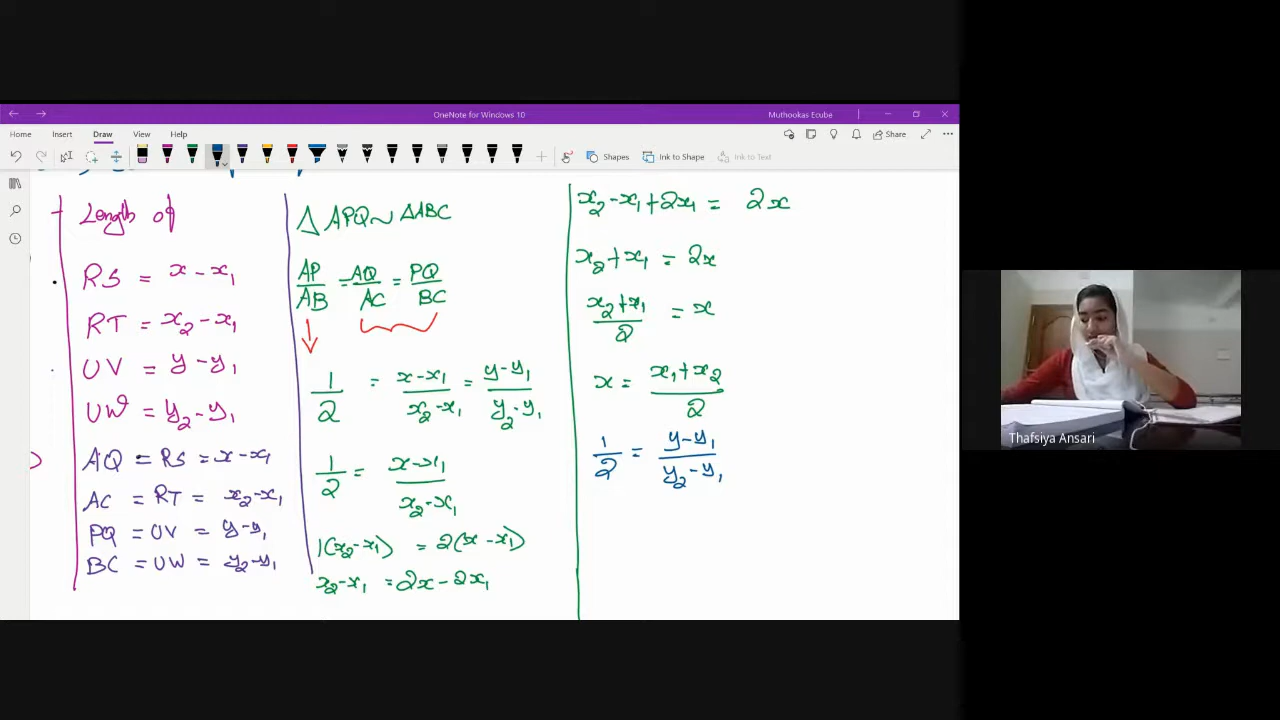 OneNote for Windows 10
Muthookas Ecube
Home Insert Draw View Help
Share
Shapes Ink to Shape Ink to Text
Length of
RS = x - x₁
RT = x₂ - x₁
UV = y - y₁
UW = y₂ - y₁
AQ = RS = x - x₁
AC = RT = x₂ - x₁
PQ = UV = y - y₁
BC = UW = y₂ - y₁
Δ APQ ~ ΔABC
AP/AB = AQ/AC = PQ/BC
1/2 = x - x₁/x₂ - x₁ = y - y₁/y₂ - y₁
1/2 = x - x₁/x₂ - x₁
1(x₂ - x₁) = 2(x - x₁)
x₂ - x₁ = 2x - 2x₁
x₂ - x₁ + 2x₁ = 2x
x₂ + x₁ = 2x
x₂ + x₁/2 = x
x = x₁ + x₂/2
1/2 = y - y₁/y₂ - y₁
Thafsiya Ansari